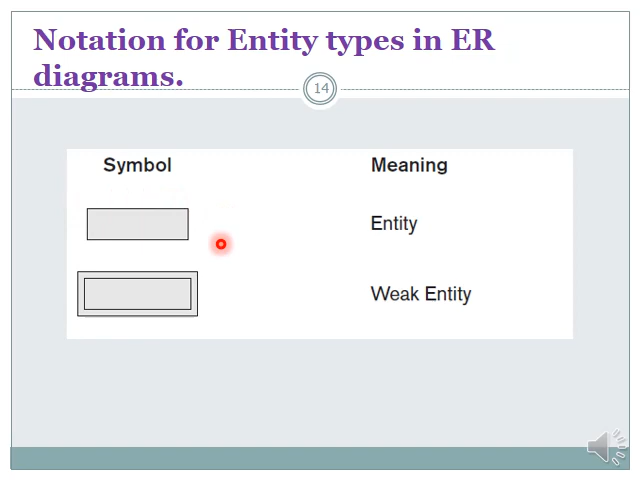 Notation for Entity types in ER
diagrams.
14
Symbol Meaning
Entity
Weak Entity